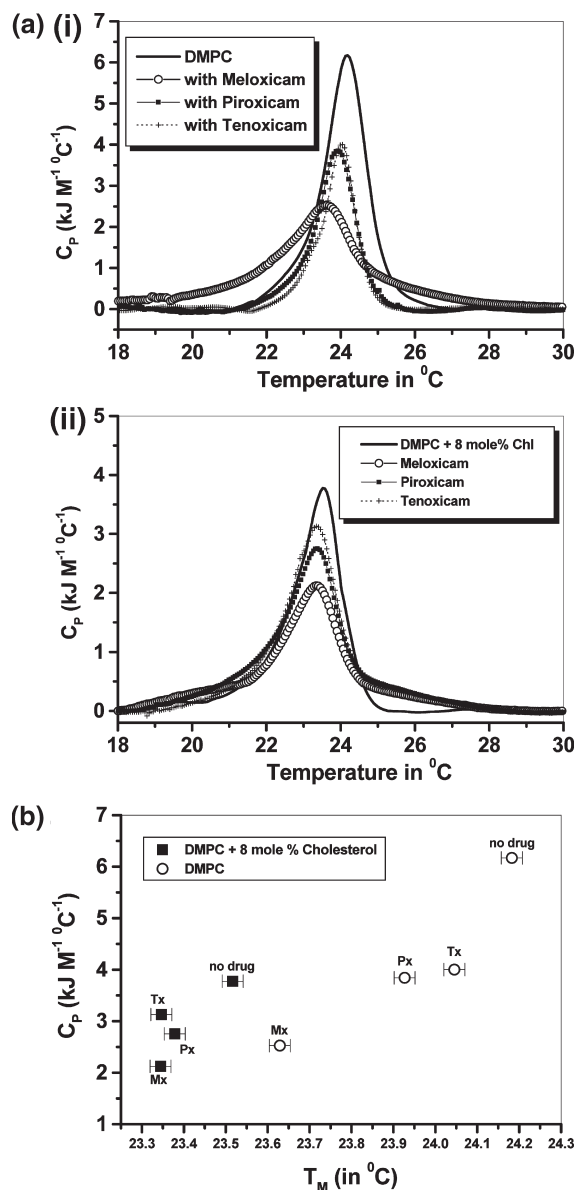 (a) (i)
DMPC
with Meloxicam
with Piroxicam
with Tenoxicam
C_P (kJ M⁻¹ ⁰C⁻¹)
7
6
5
4
3
2
1
0
18 20 22 24 26 28 30
Temperature in ⁰C
(ii)
DMPC + 8 mole% Chl
Meloxicam
Piroxicam
Tenoxicam
C_P (kJ M⁻¹ ⁰C⁻¹)
5
4
3
2
1
0
18 20 22 24 26 28 30
Temperature in ⁰C
(b)
DMPC + 8 mole % Cholesterol
DMPC
no drug
Tx
Px
no drug
Tx
Mx
Px
Mx
C_P (kJ M⁻¹ ⁰C⁻¹)
7
6
5
4
3
2
1
23.3 23.4 23.5 23.6 23.7 23.8 23.9 24.0 24.1 24.2 24.3
T_M (in ⁰C)